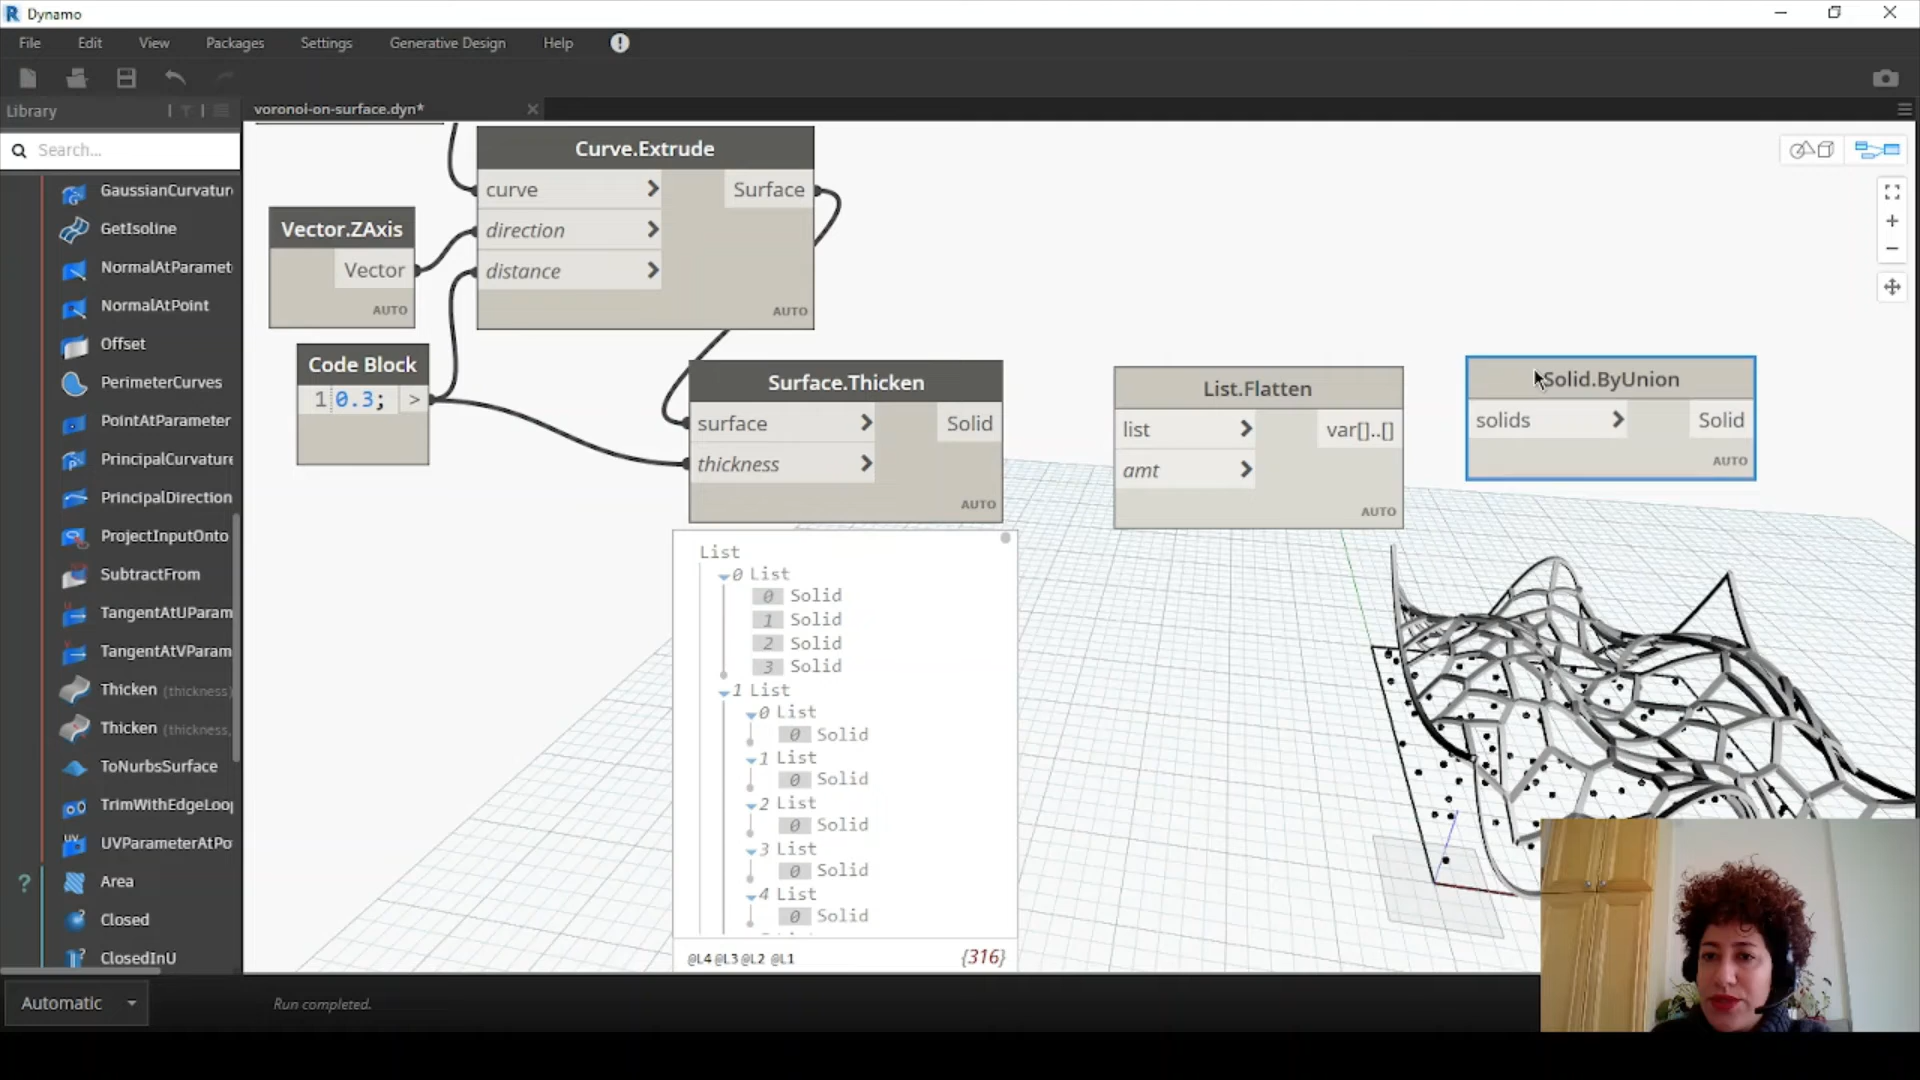 Dynamo
File Edit View Packages Settings Generative Design Help
Library
voronoi-on-surface.dyn*
Search...
GaussianCurvatur
GetIsoline
NormalAtParamet
NormalAtPoint
Offset
PerimeterCurves
PointAtParameter
PrincipalCurvature
PrincipalDirection
ProjectInputOnto
SubtractFrom
TangentAtUParam
TangentAtVParam
Thicken (thickness)
Thicken (thickness,
ToNurbsSurface
TrimWithEdgeLoop
UVParameterAtPo
Area
Closed
ClosedInU
Curve.Extrude
curve > Surface
direction >
distance >
AUTO
Vector.ZAxis
Vector
AUTO
Code Block
1 0.3; >
Surface.Thicken
surface > Solid
thickness >
AUTO
List.Flatten
list > var[]..[]
amt >
AUTO
Solid.ByUnion
solids > Solid
AUTO
List
0 List
0 Solid
1 Solid
2 Solid
3 Solid
1 List
0 List
0 Solid
1 List
0 Solid
2 List
0 Solid
3 List
0 Solid
4 List
0 Solid
@L4 @L3 @L2 @L1 {316}
Automatic
Run completed.